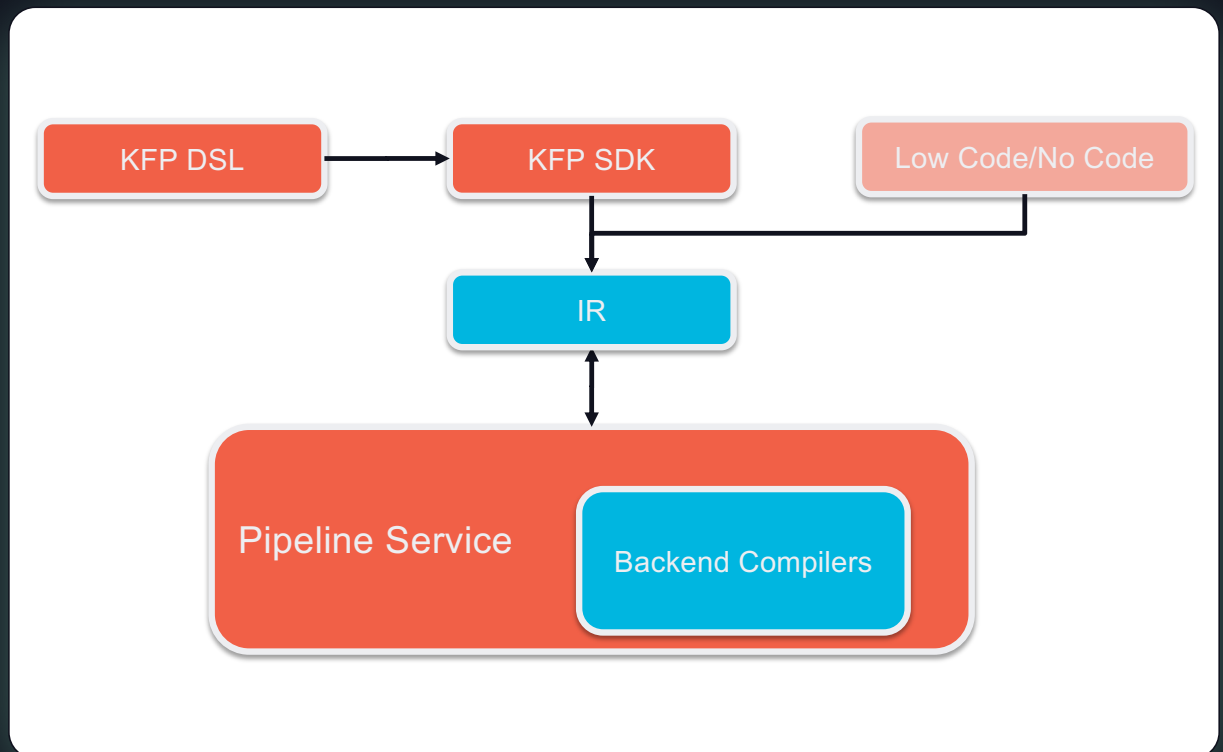 KFP DSL
KFP SDK
Low Code/No Code
IR
Pipeline Service
Backend Compilers